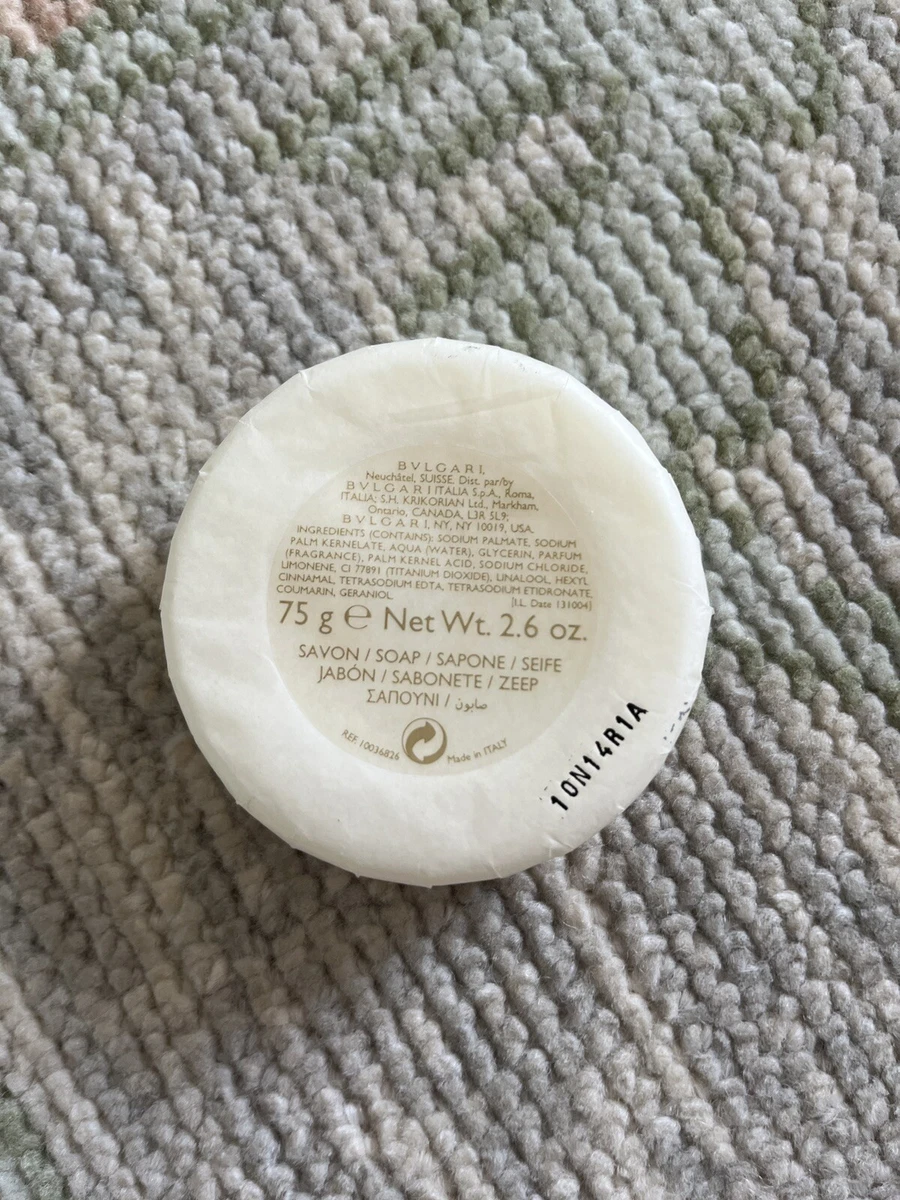 BVLGARI,
Neuchâtel, SUISSE. Dist. par/by
BVLGARI ITALIA S.p.A., Roma,
ITALIA; S.H. KRIKORIAN Ltd., Markham,
Ontario, CANADA, L3R 5L9;
BVLGARI, NY, NY 10019, USA.
INGREDIENTS (CONTAINS): SODIUM PALMATE, SODIUM
PALM KERNELATE, AQUA (WATER), GLYCERIN, PARFUM
(FRAGRANCE), PALM KERNEL ACID, SODIUM CHLORIDE,
LIMONENE, CI 77891 (TITANIUM DIOXIDE), LINALOOL, HEXYL
CINNAMAL, TETRASODIUM EDTA, TETRASODIUM ETIDRONATE,
COUMARIN, GERANIOL. [I.L. Date 131004]
75 g ℮ Net Wt. 2.6 oz.
SAVON / SOAP / SAPONE / SEIFE
JABÓN / SABONETE / ZEEP
ΣΑΠΟΥΝΙ / صابون
REF. 10036826 Made in ITALY
10N14R1A